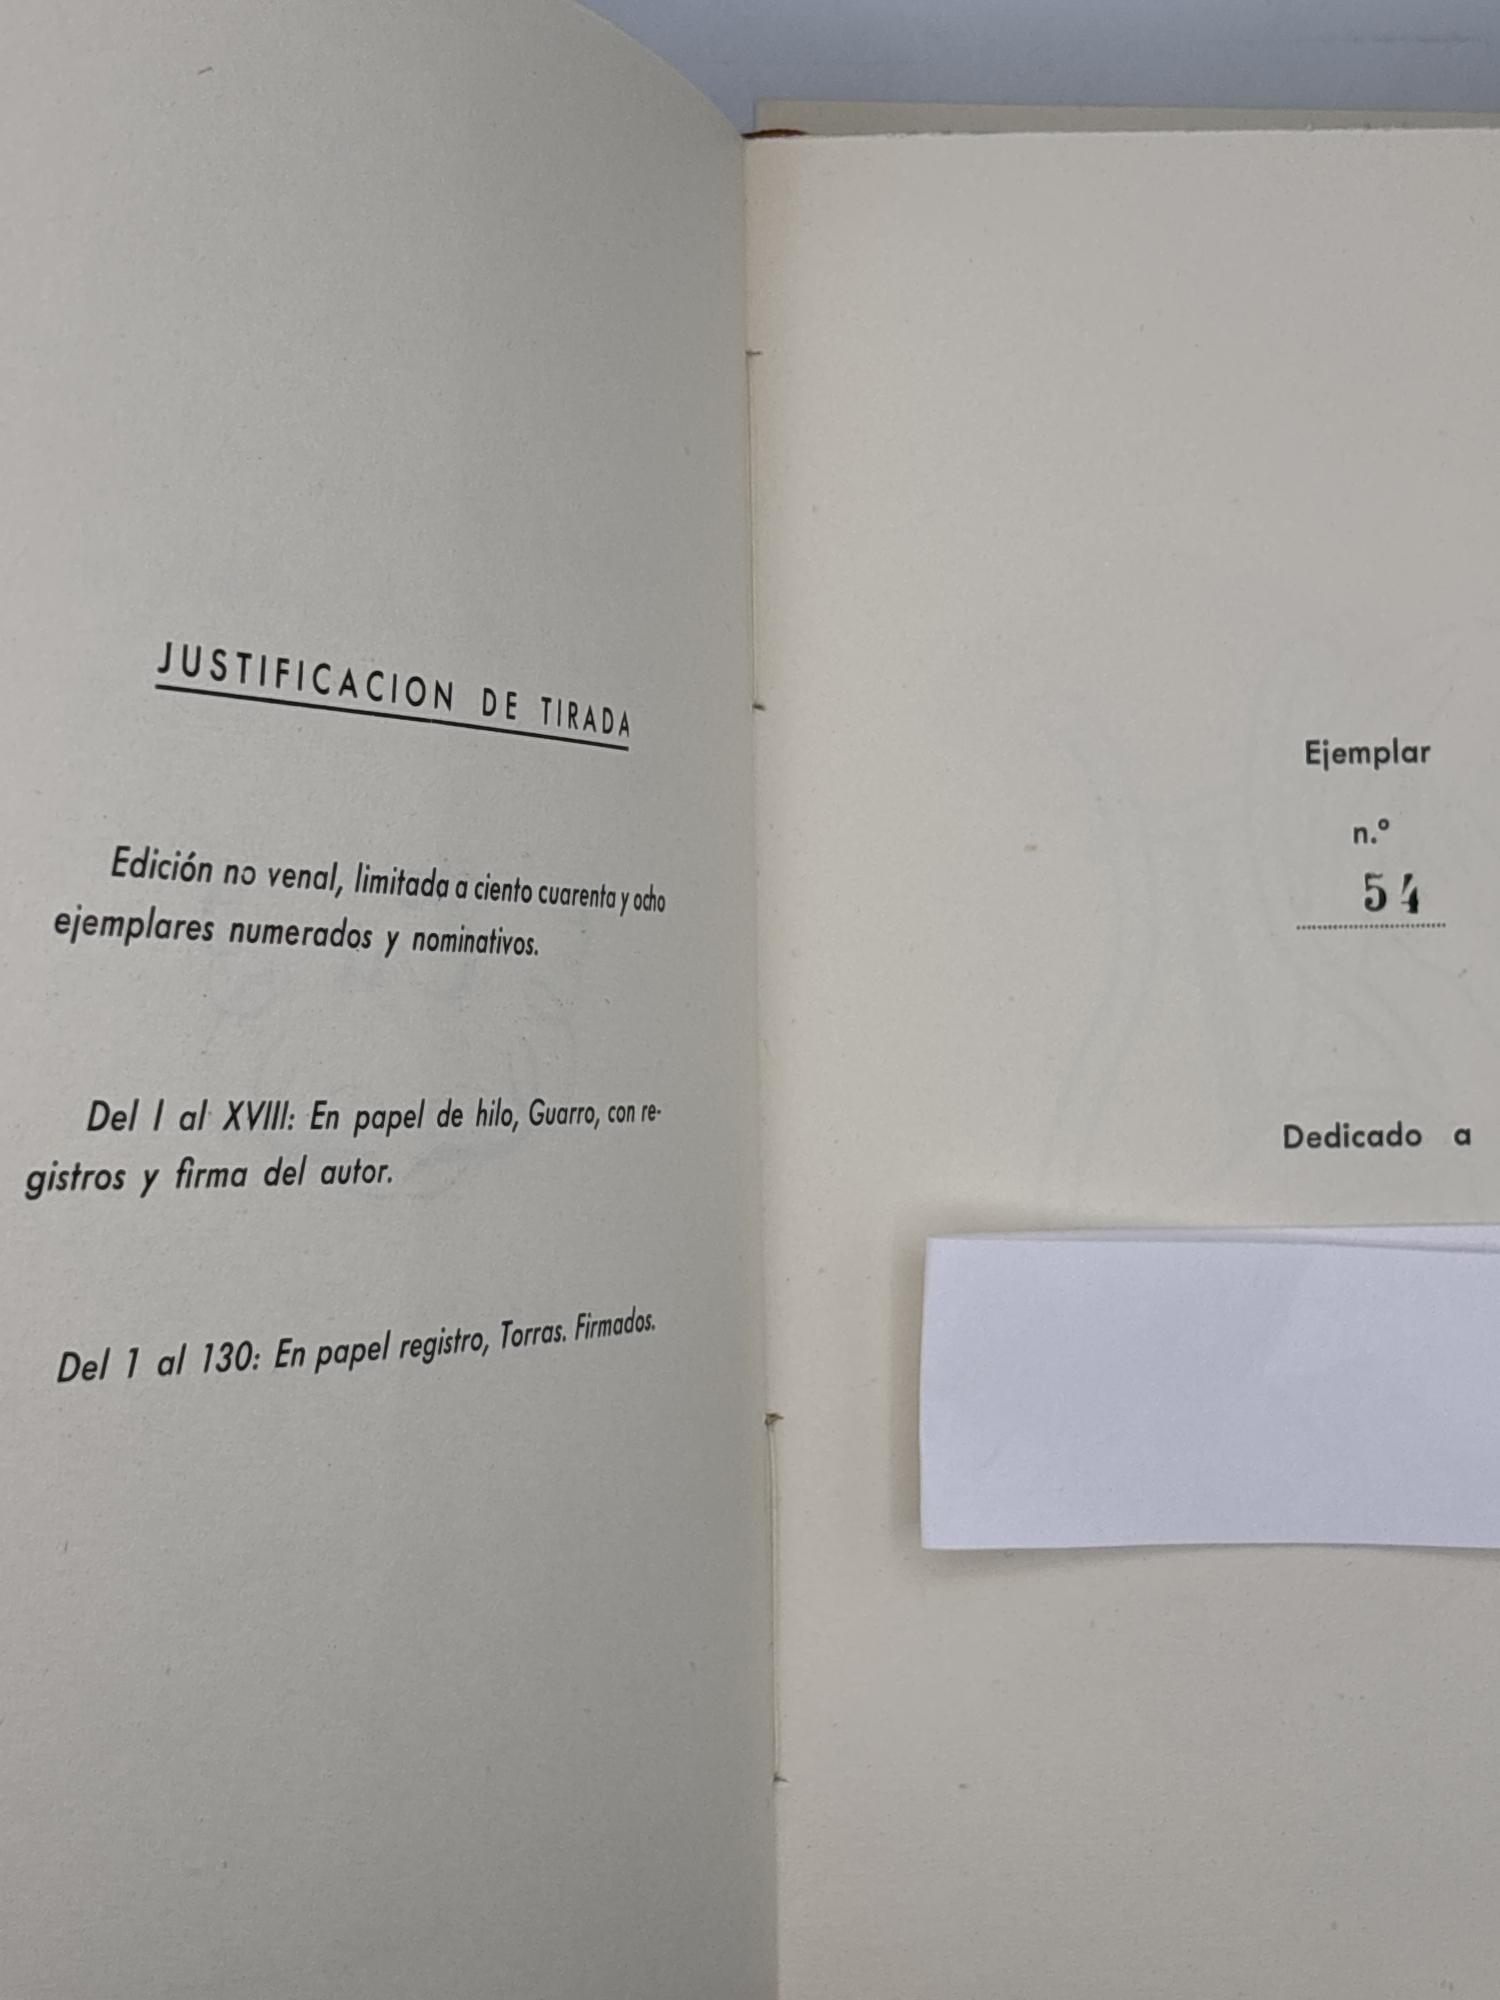 JUSTIFICACION DE TIRADA
Edición no venal, limitada a ciento cuarenta y ocho
ejemplares numerados y nominativos.
Del I al XVIII: En papel de hilo, Guarro, con re-
gistros y firma del autor.
Del 1 al 130: En papel registro, Torras. Firmados.
Ejemplar
n.º
54
Dedicado a